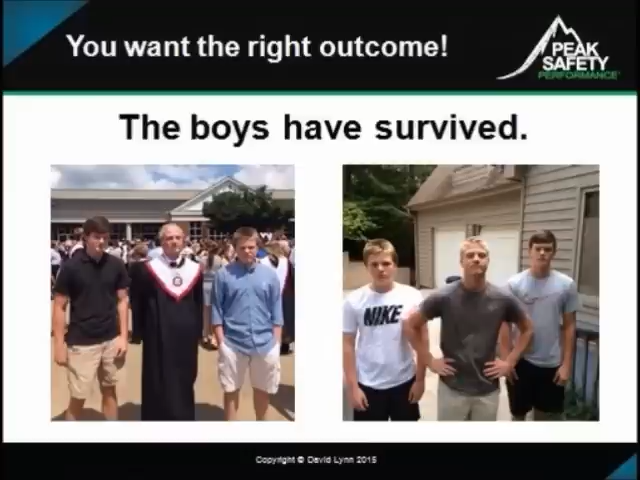 You want the right outcome!
PEAK
SAFETY
PERFORMANCE
The boys have survived.
NIKE
Copyright © David Lynn 2015